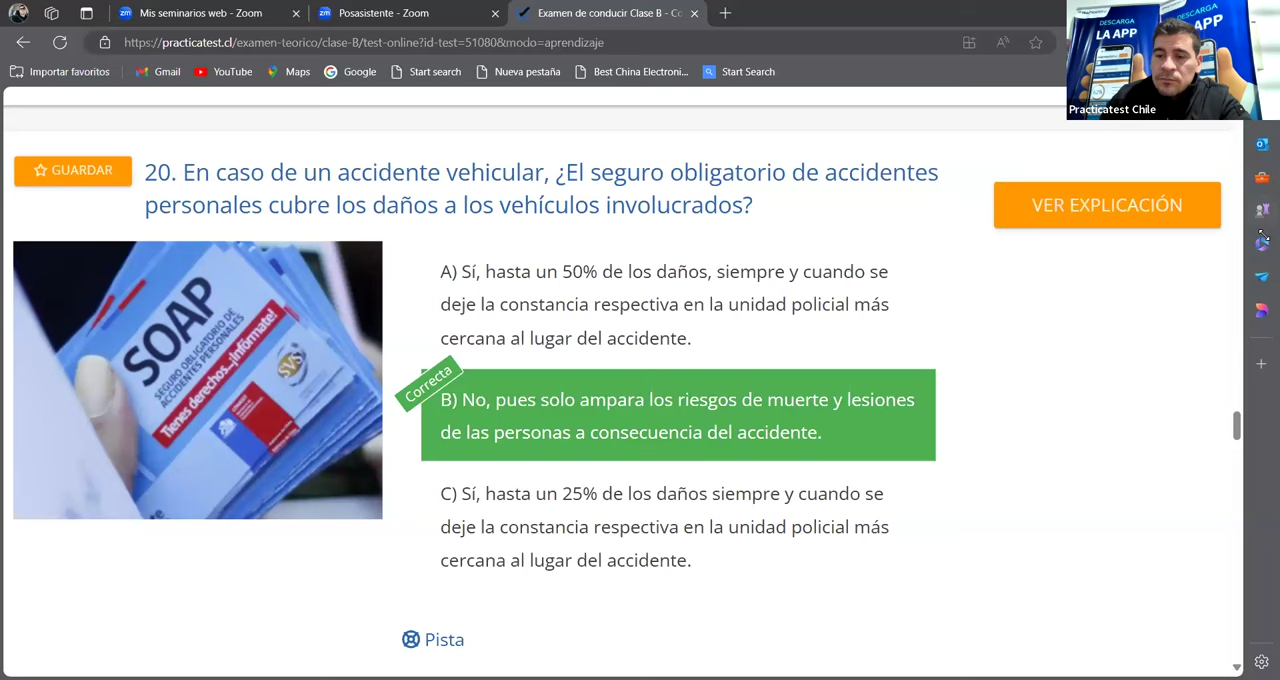 Mis seminarios web - Zoom
Posasistente - Zoom
Examen de conducir Clase B - Co
https://practicatest.cl/examen-teorico/clase-B/test-online?id-test=51080&modo=aprendizaje
Importar favoritos
Gmail
YouTube
Maps
Google
Start search
Nueva pestaña
Best China Electroni...
Start Search
DESCARGA
LA APP
DESCARGA
APP
Practicatest Chile
GUARDAR
20. En caso de un accidente vehicular, ¿El seguro obligatorio de accidentes
personales cubre los daños a los vehículos involucrados?
VER EXPLICACIÓN
SOAP
SEGURO OBLIGATORIO DE
ACCIDENTES PERSONALES
Tienes derechos...¡Infórmate!
SVS
A) Sí, hasta un 50% de los daños, siempre y cuando se
deje la constancia respectiva en la unidad policial más
cercana al lugar del accidente.
Correcta
B) No, pues solo ampara los riesgos de muerte y lesiones
de las personas a consecuencia del accidente.
C) Sí, hasta un 25% de los daños siempre y cuando se
deje la constancia respectiva en la unidad policial más
cercana al lugar del accidente.
Pista